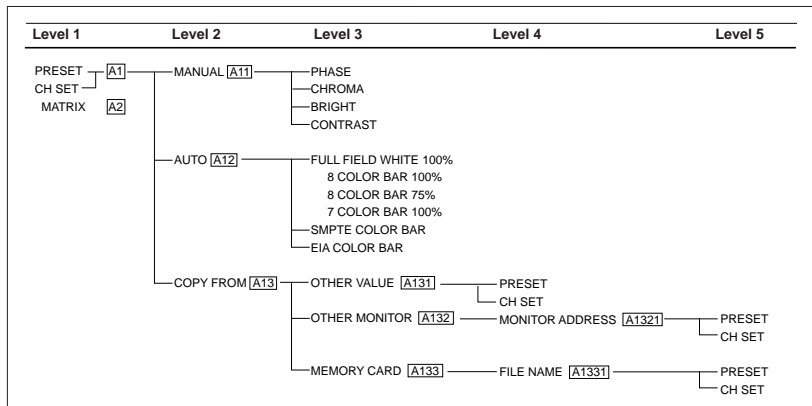 Level 1 Level 2 Level 3 Level 4 Level 5
PRESET A1 MANUAL A11 PHASE
CH SET CHROMA
MATRIX A2 BRIGHT
CONTRAST
AUTO A12 FULL FIELD WHITE 100%
8 COLOR BAR 100%
8 COLOR BAR 75%
7 COLOR BAR 100%
SMPTE COLOR BAR
EIA COLOR BAR
COPY FROM A13 OTHER VALUE A131 PRESET
CH SET
OTHER MONITOR A132 MONITOR ADDRESS A1321 PRESET
CH SET
MEMORY CARD A133 FILE NAME A1331 PRESET
CH SET